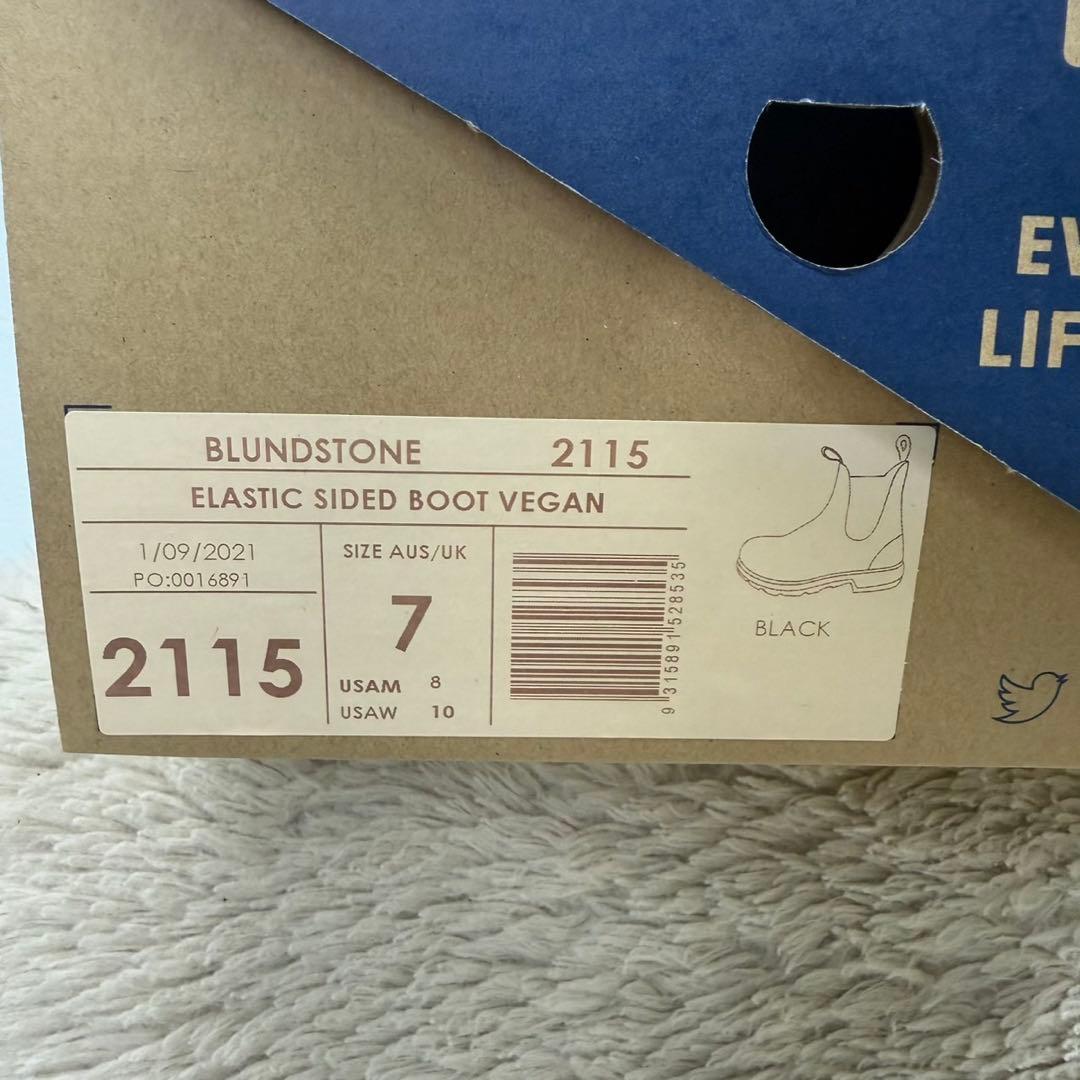 EV
LIF
BLUNDSTONE 2115
ELASTIC SIDED BOOT VEGAN
1/09/2021
PO:0016891
2115
SIZE AUS/UK
7
USAM 8
USAW 10
9 315891 528535
BLACK